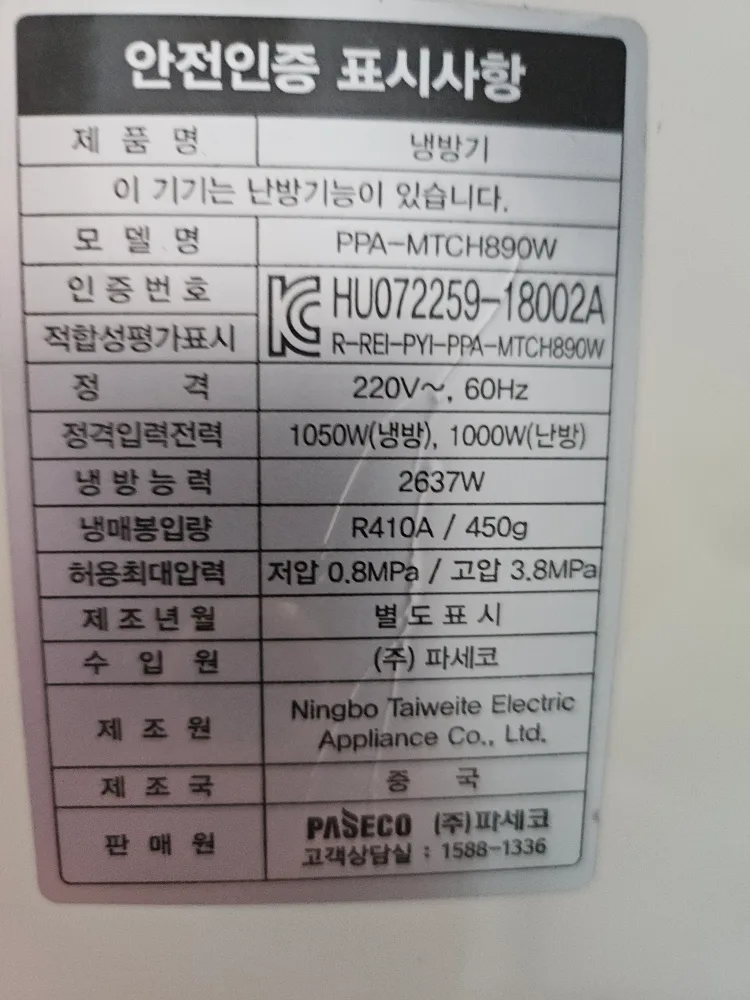 안전인증 표시사항
제품명 냉방기
이 기기는 난방기능이 있습니다.
모델명 PPA-MTCH890W
인증번호 HU072259-18002A
적합성평가표시 R-REI-PYI-PPA-MTCH890W
정격 220V~, 60Hz
정격입력전력 1050W(냉방), 1000W(난방)
냉방능력 2637W
냉매봉입량 R410A / 450g
허용최대압력 저압 0.8MPa / 고압 3.8MPa
제조년월 별도표시
수입원 (주) 파세코
제조원 Ningbo Taiweite Electric
Appliance Co., Ltd.
제조국 중국
판매원 PASECO (주)파세코
고객상담실 : 1588-1336